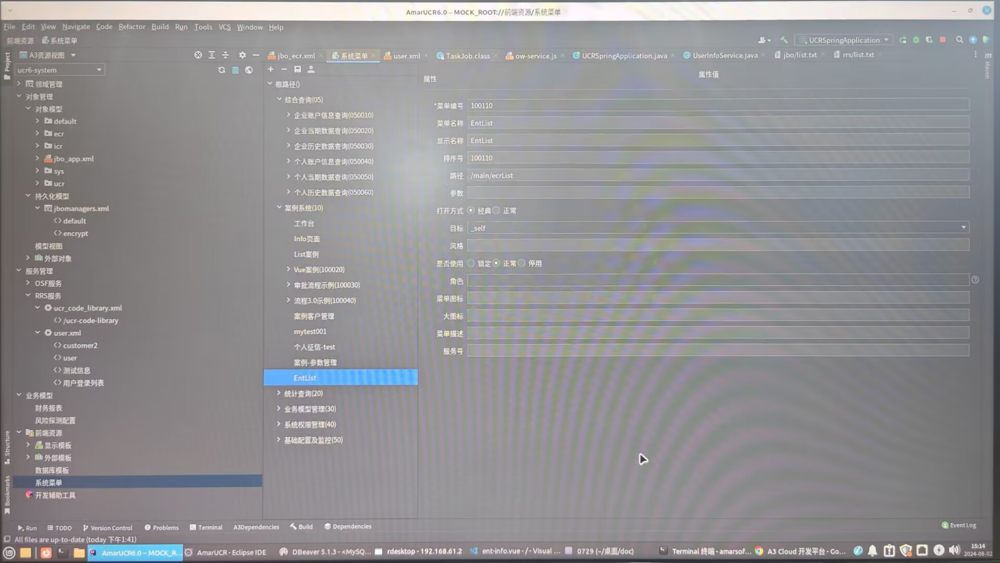 AmarUCR6.0 – MOCK_ROOT://前端资源/系统菜单
File Edit View Navigate Code Refactor Build Run Tools VCS Window Help
前端资源 系统菜单
UCRSpringApplication
A3资源视图
jbo_ecr.xml 系统菜单 user.xml TaskJob.class ow-service.js UCRSpringApplication.java UserInfoService.java jbo/list.txt rrs/list.txt
Project
Maven
ucr6-system
领域管理
对象管理
对象模型
default
ecr
icr
jbo_app.xml
sys
ucr
持久化模型
jbomanagers.xml
default
encrypt
模型视图
外部对象
服务管理
OSF服务
RRS服务
ucr_code_library.xml
/ucr-code-library
user.xml
customer2
user
测试信息
用户登录列表
业务模型
财务报表
风险探测配置
前端资源
显示模板
外部模板
数据库模板
系统菜单
开发辅助工具
Structure
Bookmarks
根路径()
综合查询(05)
企业账户信息查询(050010)
企业当期数据查询(050020)
企业历史数据查询(050030)
个人账户信息查询(050040)
个人当期数据查询(050050)
个人历史数据查询(050060)
案例系统(10)
工作台
Info页面
List案例
Vue案例(100020)
审批流程示例(100030)
流程3.0示例(100040)
案例客户管理
mytest001
个人征信-test
案例-参数管理
EntList
统计查询(20)
业务模型管理(30)
系统权限管理(40)
基础配置及监控(50)
属性 属性值
*菜单编号 100110
菜单名称 EntList
显示名称 EntList
排序号 100110
路径 /main/ecrList
参数
打开方式 经典 正常
目标 _self
风格
是否使用 锁定 正常 停用
角色
菜单图标
大图标
菜单描述
服务号
Run TODO Version Control Problems Terminal A3Dependencies Build Dependencies Event Log
All files are up-to-date (today 下午1:41)
AmarUCR6.0 – MOCK_R... AmarUCR - Eclipse IDE DBeaver 5.1.3 - <MySQ... rdesktop - 192.168.61.2 ent-info.vue - / - Visual ... 0729 (~/桌面/doc) Terminal 终端 - amarsof... A3 Cloud 开发平台 - Go... 15:14
2024-08-02